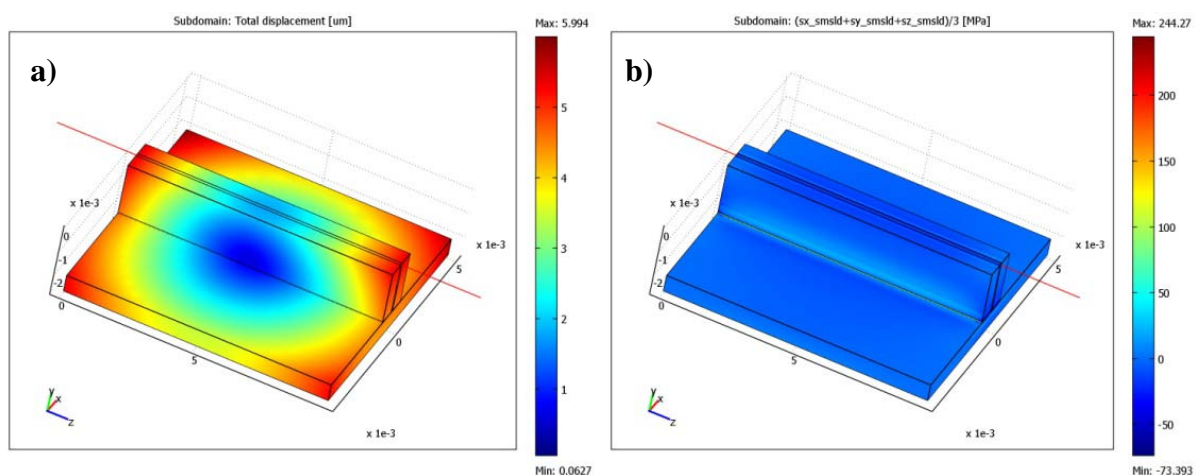 Subdomain: Total displacement [um]
Max: 5.994
a)
5
4
3
2
1
x 1e-3
0
-1
-2
0
5
x 1e-3
5
0
x 1e-3
y
x
z
Min: 0.0627
Subdomain: (sx_smsld+sy_smsld+sz_smsld)/3 [MPa]
Max: 244.27
b)
200
150
100
50
0
-50
x 1e-3
0
-1
-2
0
5
x 1e-3
5
0
x 1e-3
y
x
z
Min: -73.393